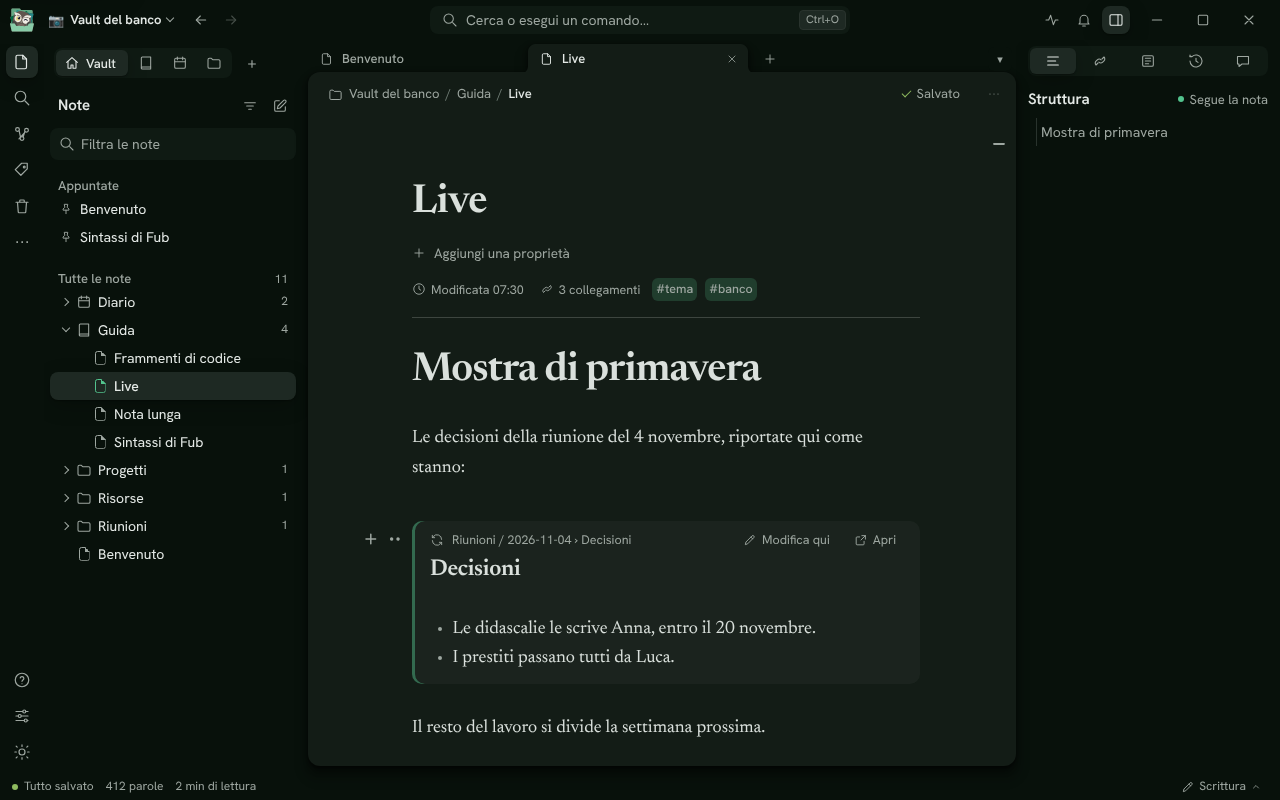 Vault del banco
Cerca o esegui un comando…
Ctrl+O
Vault
Benvenuto
Live
Note
Filtra le note
Appuntate
Benvenuto
Sintassi di Fub
Tutte le note 11
Diario 2
Guida 4
Frammenti di codice
Live
Nota lunga
Sintassi di Fub
Progetti 1
Risorse 1
Riunioni 1
Benvenuto
Vault del banco / Guida / Live
Salvato
Live
Aggiungi una proprietà
Modificata 07:30 3 collegamenti #tema #banco
Mostra di primavera
Le decisioni della riunione del 4 novembre, riportate qui come
stanno:
Riunioni / 2026-11-04 › Decisioni Modifica qui Apri
Decisioni
• Le didascalie le scrive Anna, entro il 20 novembre.
• I prestiti passano tutti da Luca.
Il resto del lavoro si divide la settimana prossima.
Struttura
Segue la nota
Mostra di primavera
Tutto salvato 412 parole 2 min di lettura
Scrittura